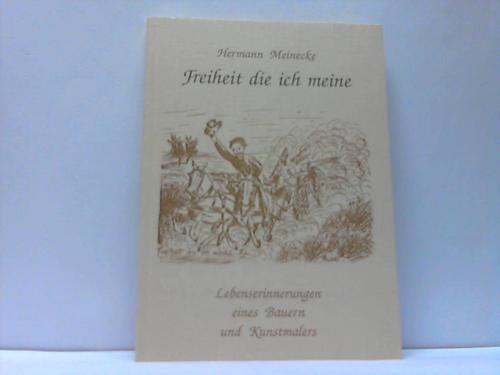 Hermann Meinecke
Freiheit die ich meine
Lebenserinnerungen
eines Bauern
und Kunstmalers